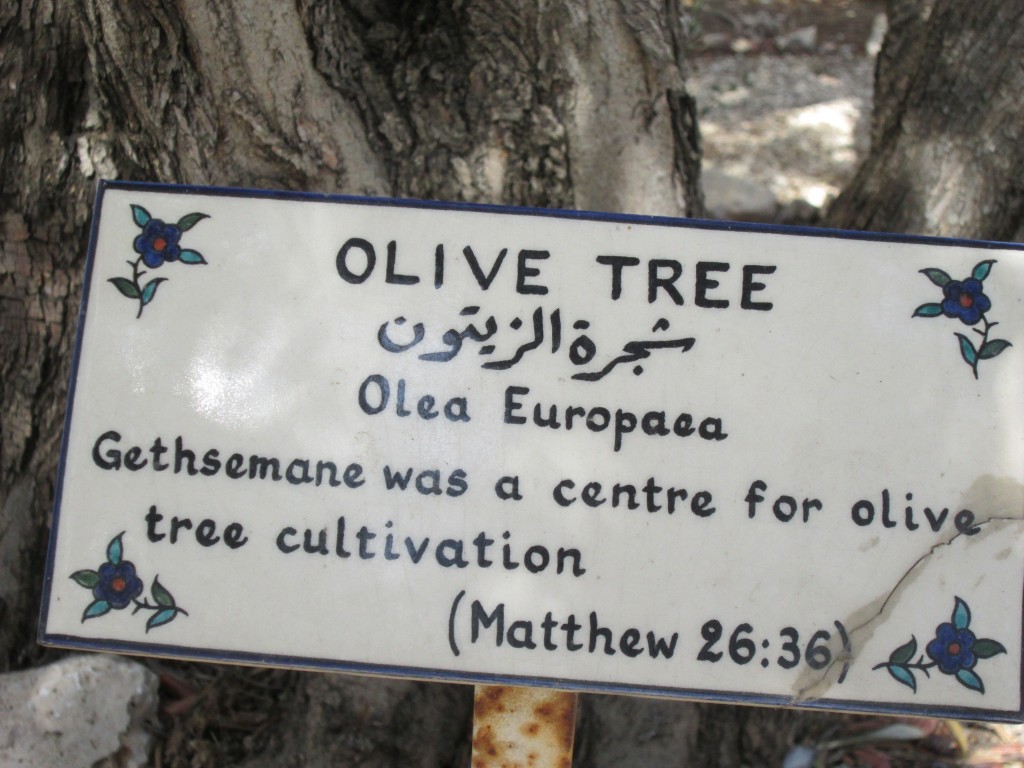 OLIVE TREE
شجرة الزيتون
Olea Europaea
Gethsemane was a centre for olive
tree cultivation
(Matthew 26:36)